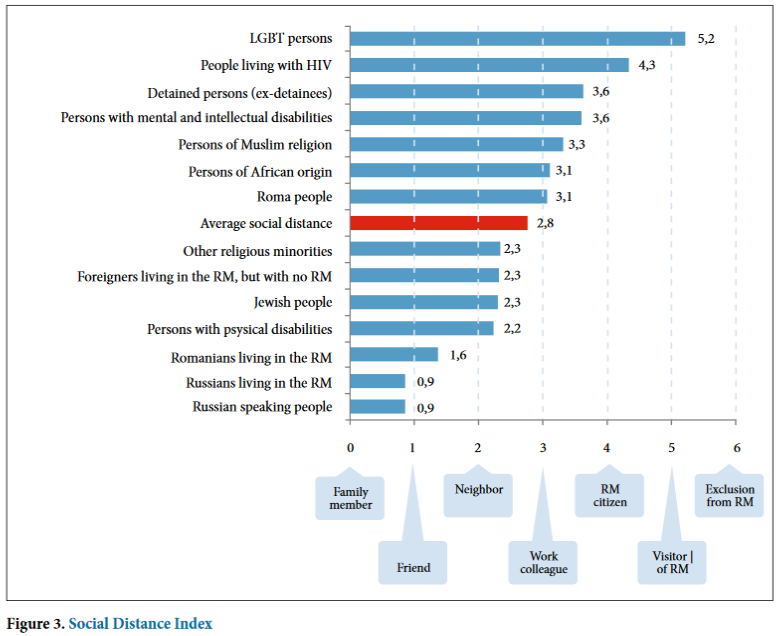 LGBT persons 5,2
People living with HIV 4,3
Detained persons (ex-detainees) 3,6
Persons with mental and intellectual disabilities 3,6
Persons of Muslim religion 3,3
Persons of African origin 3,1
Roma people 3,1
Average social distance 2,8
Other religious minorities 2,3
Foreigners living in the RM, but with no RM 2,3
Jewish people 2,3
Persons with psysical disabilities 2,2
Romanians living in the RM 1,6
Russians living in the RM 0,9
Russian speaking people 0,9
0 1 2 3 4 5 6
Family
member
Friend
Neighbor
Work
colleague
RM
citizen
Visitor |
of RM
Exclusion
from RM
Figure 3. Social Distance Index